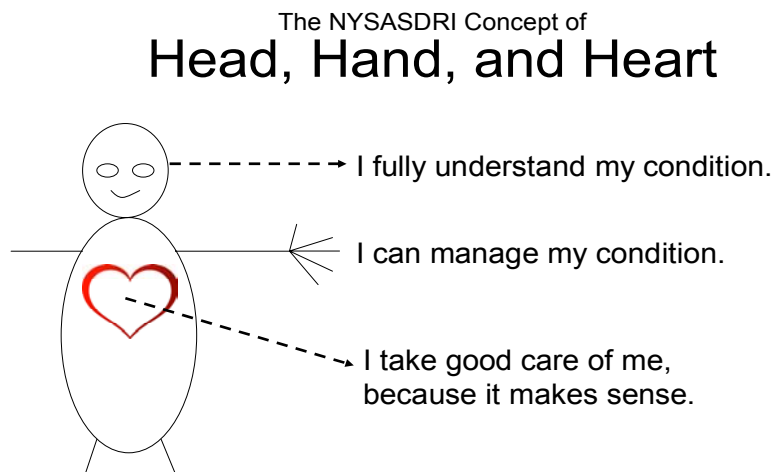 The NYSASDRI Concept of
Head, Hand, and Heart
I fully understand my condition.
I can manage my condition.
I take good care of me,
because it makes sense.